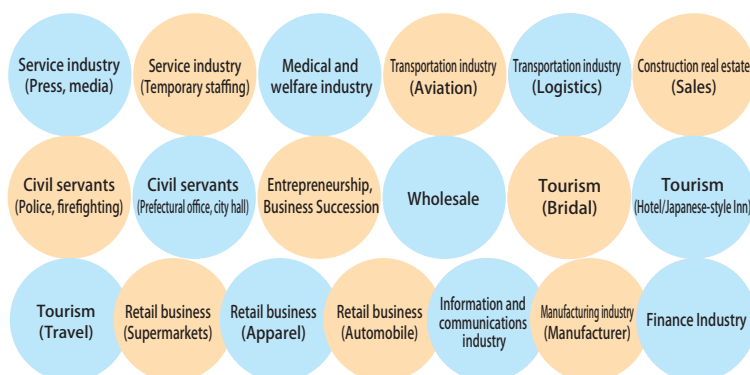 Service industry
(Press, media)
Service industry
(Temporary staffing)
Medical and
welfare industry
Transportation industry
(Aviation)
Transportation industry
(Logistics)
Construction real estate
(Sales)
Civil servants
(Police, firefighting)
Civil servants
(Prefectural office, city hall)
Entrepreneurship,
Business Succession
Wholesale
Tourism
(Bridal)
Tourism
(Hotel/Japanese-style Inn)
Tourism
(Travel)
Retail business
(Supermarkets)
Retail business
(Apparel)
Retail business
(Automobile)
Information and
communications
industry
Manufacturing industry
(Manufacturer)
Finance Industry